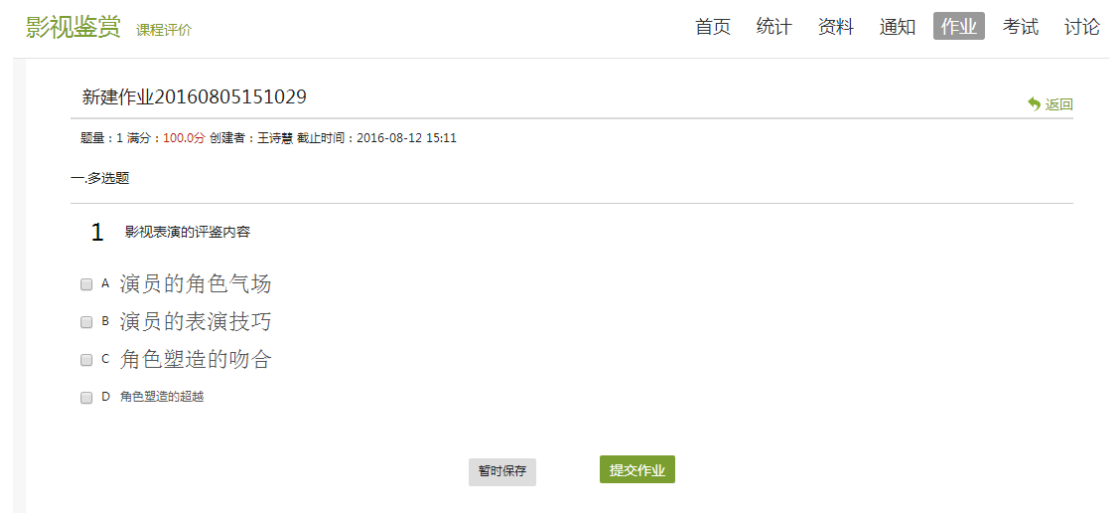 影视鉴赏 课程评价 首页 统计 资料 通知 作业 考试 讨论
新建作业20160805151029 返回
题量：1 满分：100.0分 创建者：王诗慧 截止时间：2016-08-12 15:11
一.多选题
1 影视表演的评鉴内容
A 演员的角色气场
B 演员的表演技巧
C 角色塑造的吻合
D 角色塑造的超越
暂时保存 提交作业